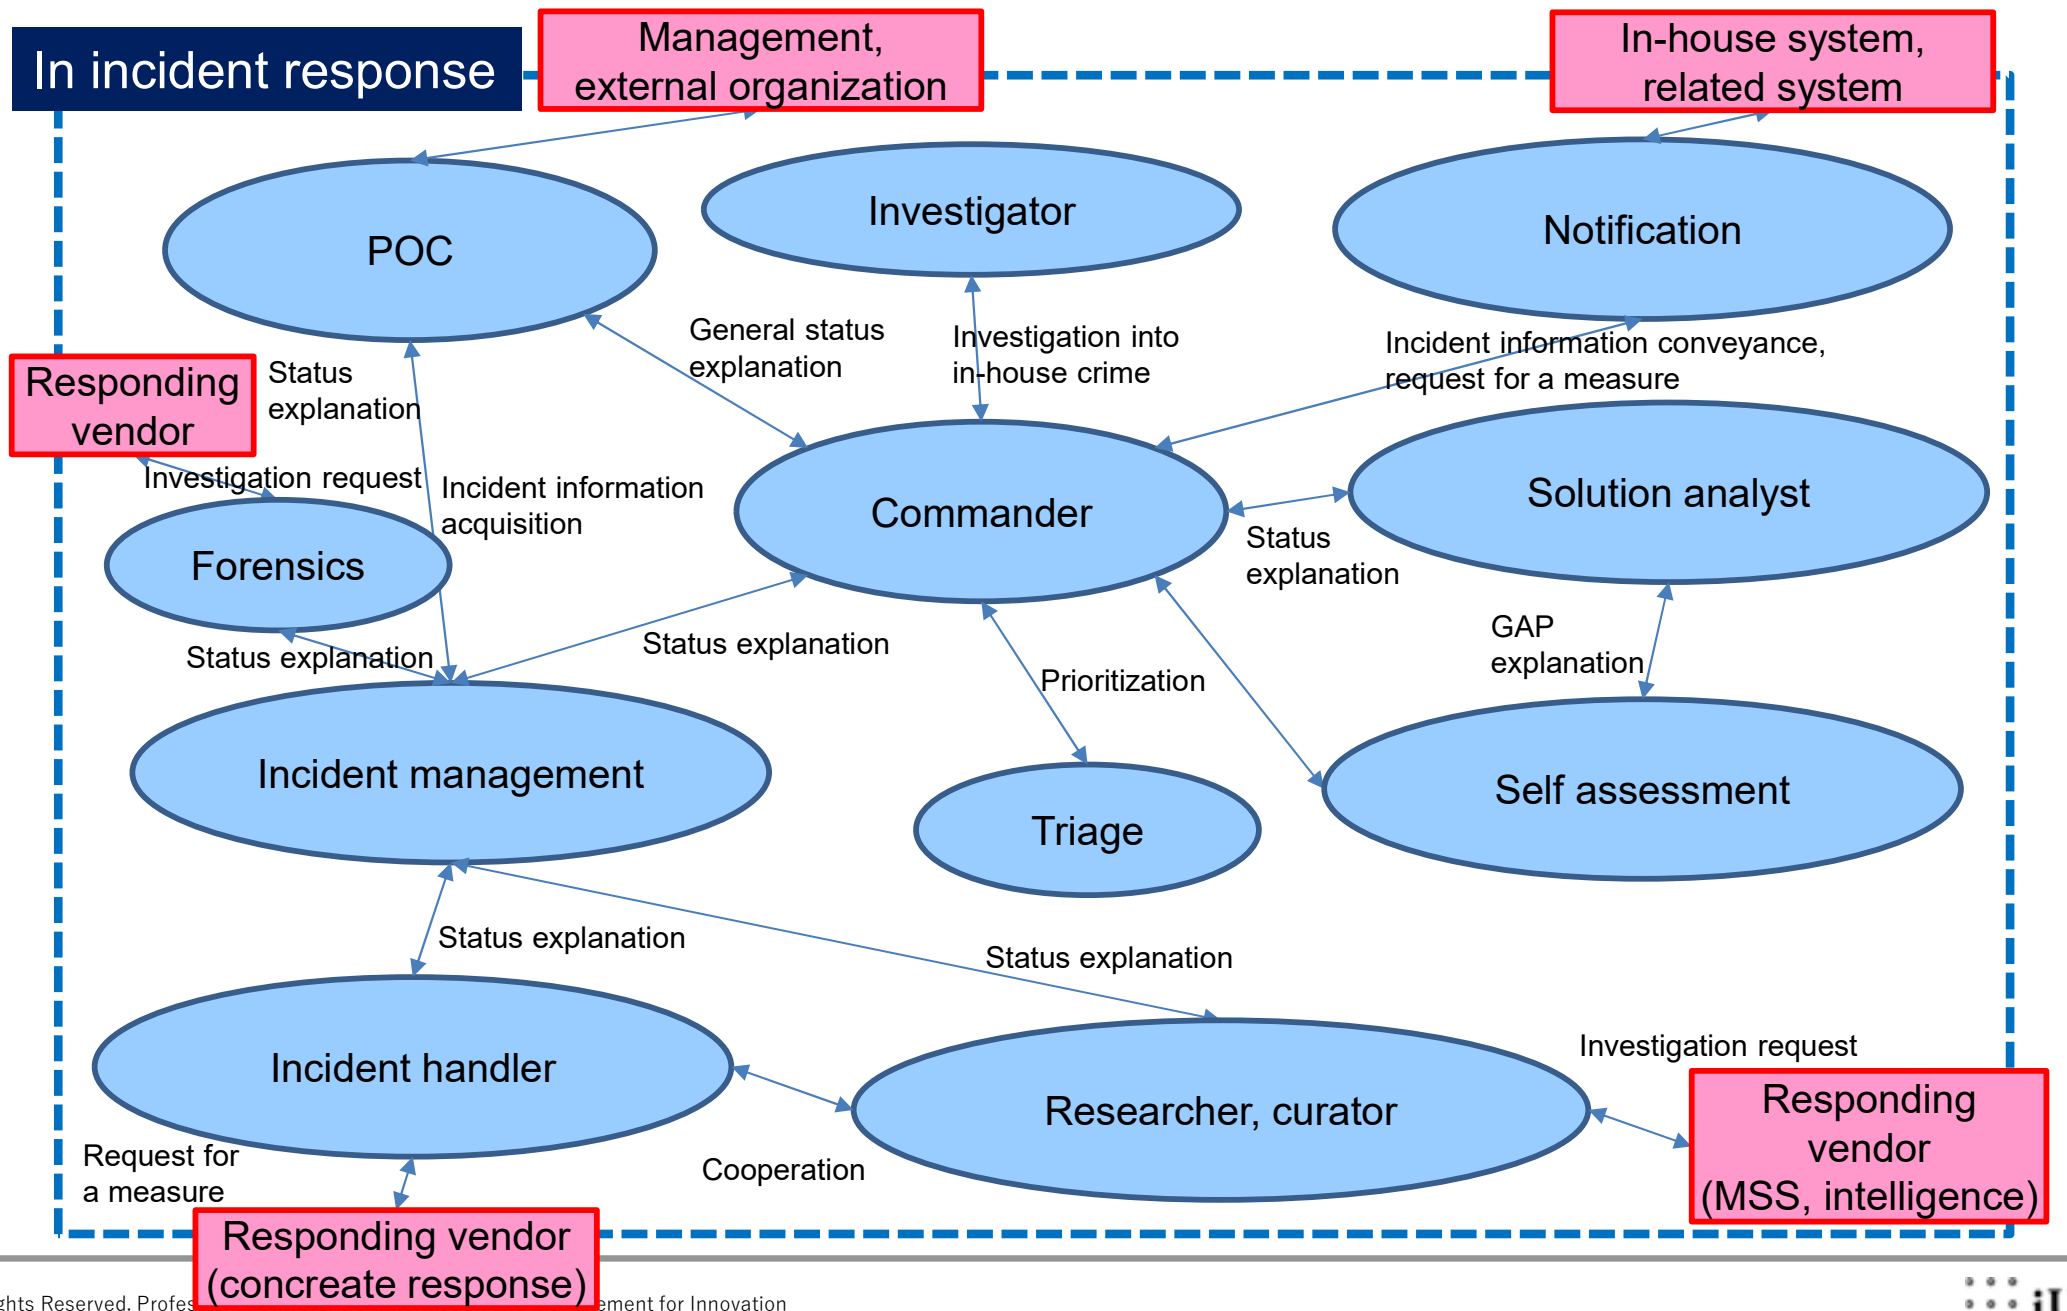 In incident response
Management,
external organization
In-house system,
related system
POC
Investigator
Notification
General status
explanation
Investigation into
in-house crime
Incident information conveyance,
request for a measure
Responding
vendor
Status
explanation
Investigation request
Incident information
acquisition
Commander
Solution analyst
Status
explanation
Forensics
Status explanation
Status explanation
Prioritization
GAP
explanation
Incident management
Triage
Self assessment
Status explanation
Status explanation
Incident handler
Researcher, curator
Investigation request
Responding
vendor
(MSS, intelligence)
Cooperation
Request for
a measure
Responding vendor
(concreate response)
Reserved.
ement for Innovation